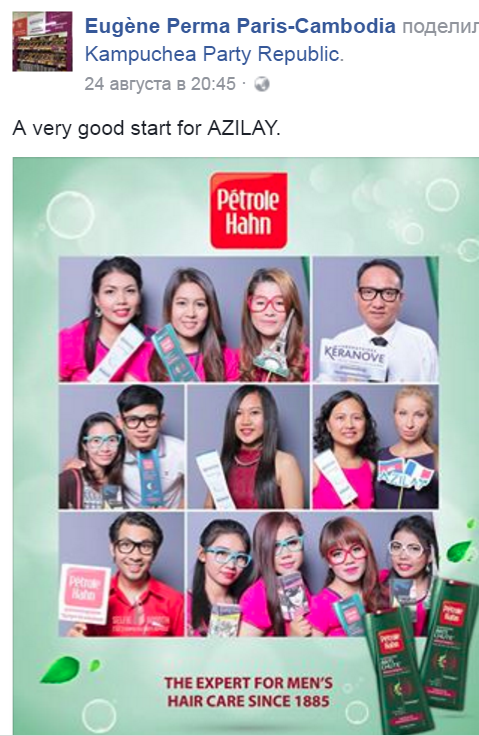 Eugène Perma Paris-Cambodia поделил
Kampuchea Party Republic.
24 августа в 20:45 ·
A very good start for AZILAY.
Pétrole
Hahn
KÉRANOVE
AZILAY
Pétrole
Hahn
Pétrole
Hahn
Pétrole
Hahn
THE EXPERT FOR MEN'S
HAIR CARE SINCE 1885